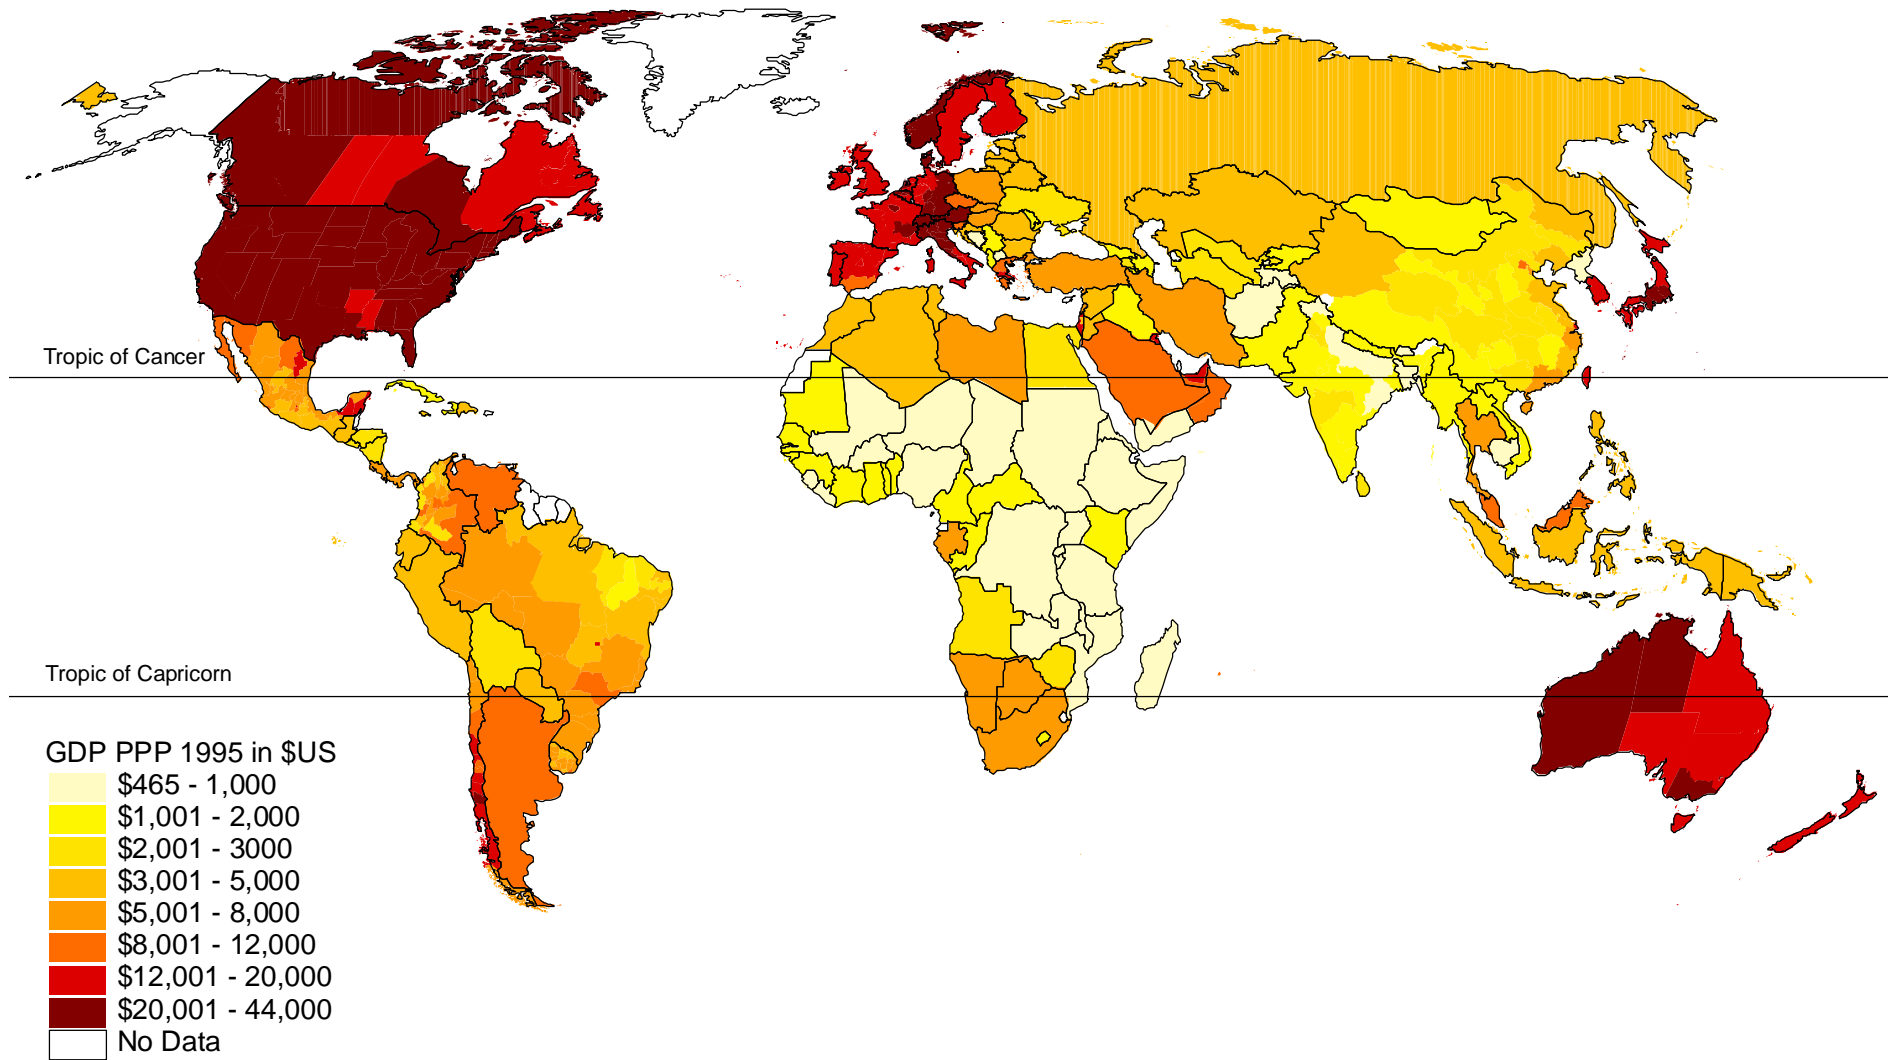 Tropic of Cancer
Tropic of Capricorn
GDP PPP 1995 in $US
$465 - 1,000
$1,001 - 2,000
$2,001 - 3000
$3,001 - 5,000
$5,001 - 8,000
$8,001 - 12,000
$12,001 - 20,000
$20,001 - 44,000
No Data